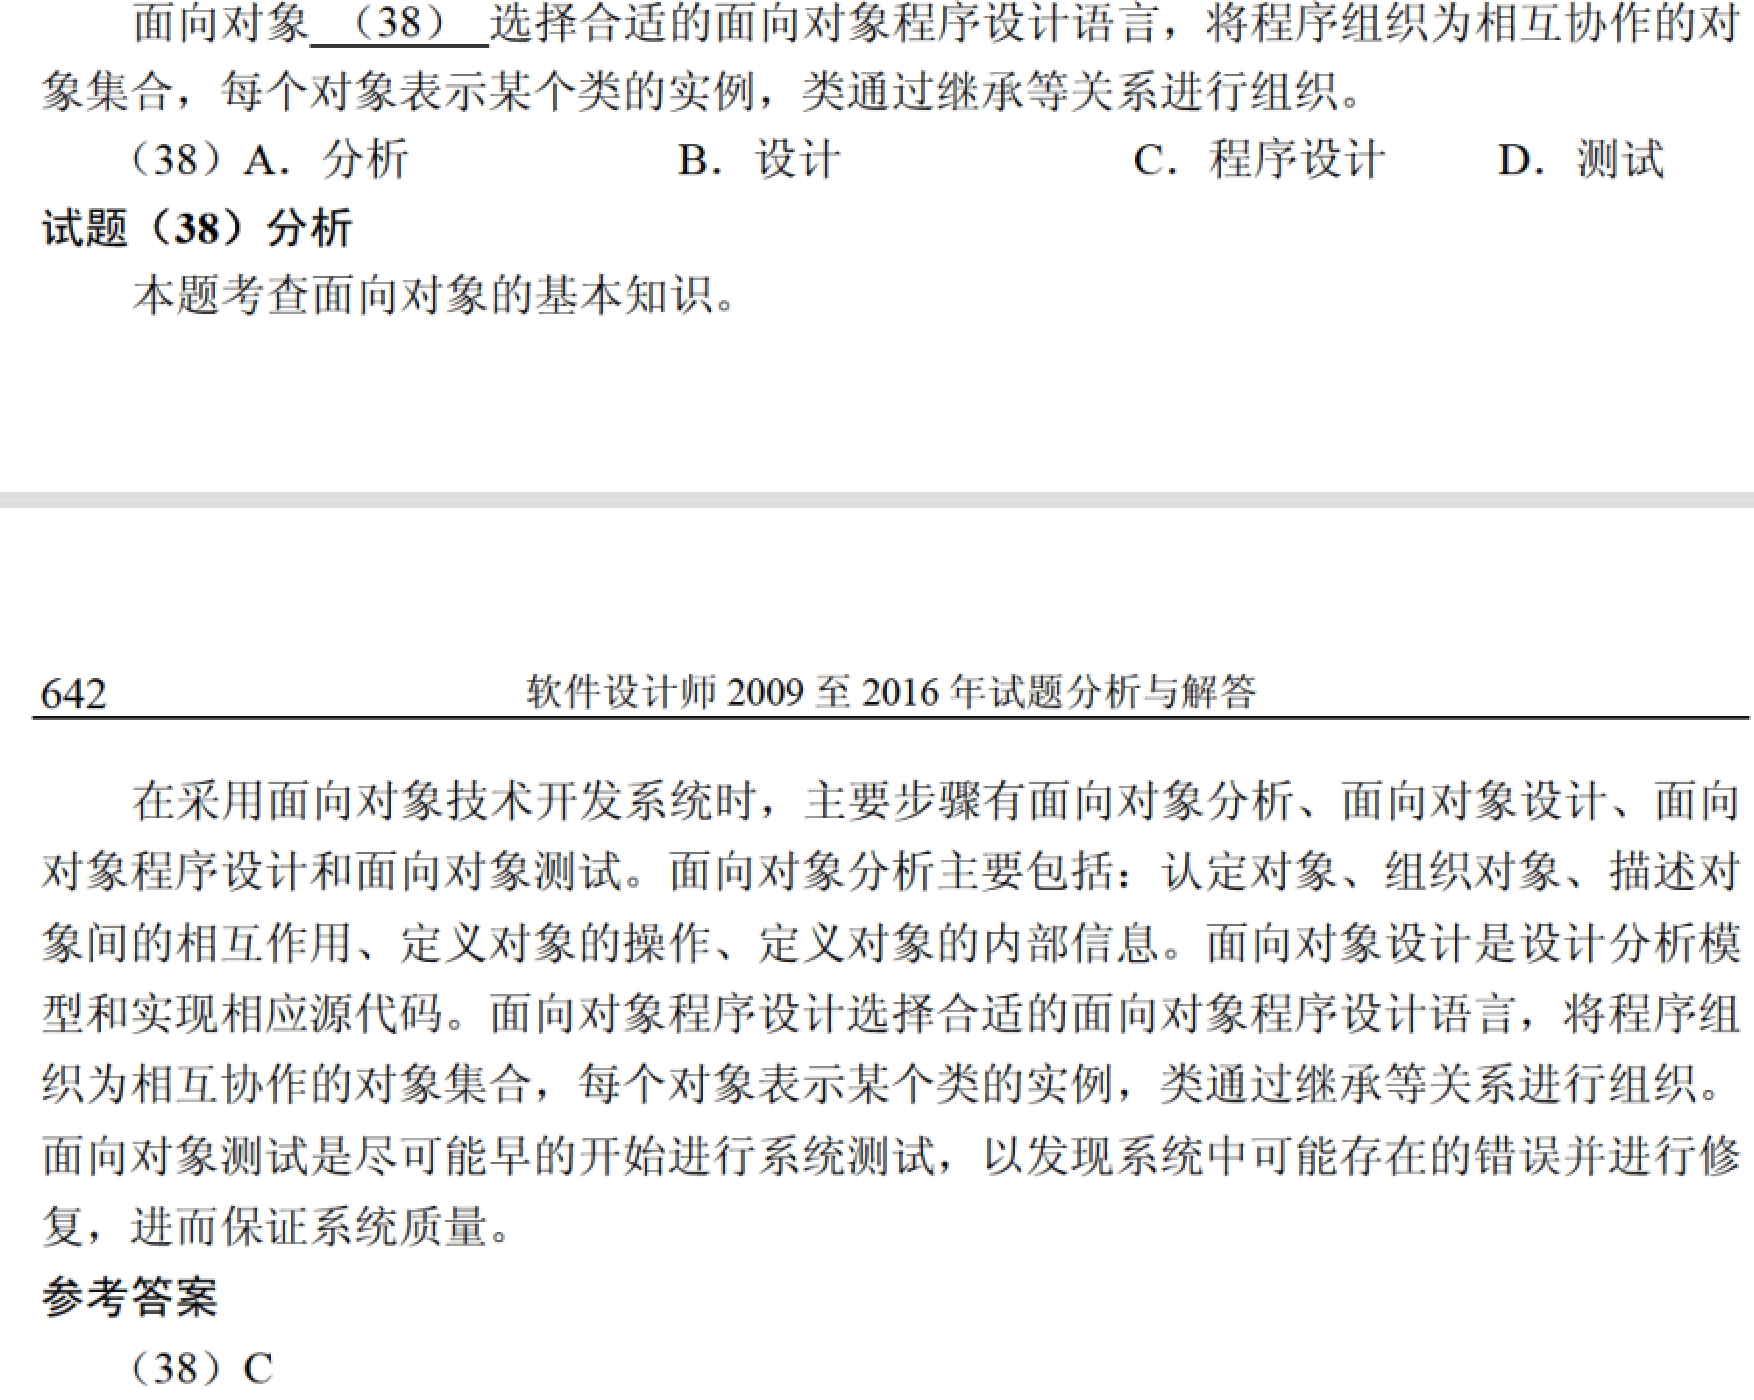 面向对象 （38） 选择合适的面向对象程序设计语言，将程序组织为相互协作的对
象集合，每个对象表示某个类的实例，类通过继承等关系进行组织。
（38）A．分析 B．设计 C．程序设计 D．测试
试题（38）分析
本题考查面向对象的基本知识。
642 软件设计师 2009 至 2016 年试题分析与解答
在采用面向对象技术开发系统时，主要步骤有面向对象分析、面向对象设计、面向
对象程序设计和面向对象测试。面向对象分析主要包括：认定对象、组织对象、描述对
象间的相互作用、定义对象的操作、定义对象的内部信息。面向对象设计是设计分析模
型和实现相应源代码。面向对象程序设计选择合适的面向对象程序设计语言，将程序组
织为相互协作的对象集合，每个对象表示某个类的实例，类通过继承等关系进行组织。
面向对象测试是尽可能早的开始进行系统测试，以发现系统中可能存在的错误并进行修
复，进而保证系统质量。
参考答案
（38）C